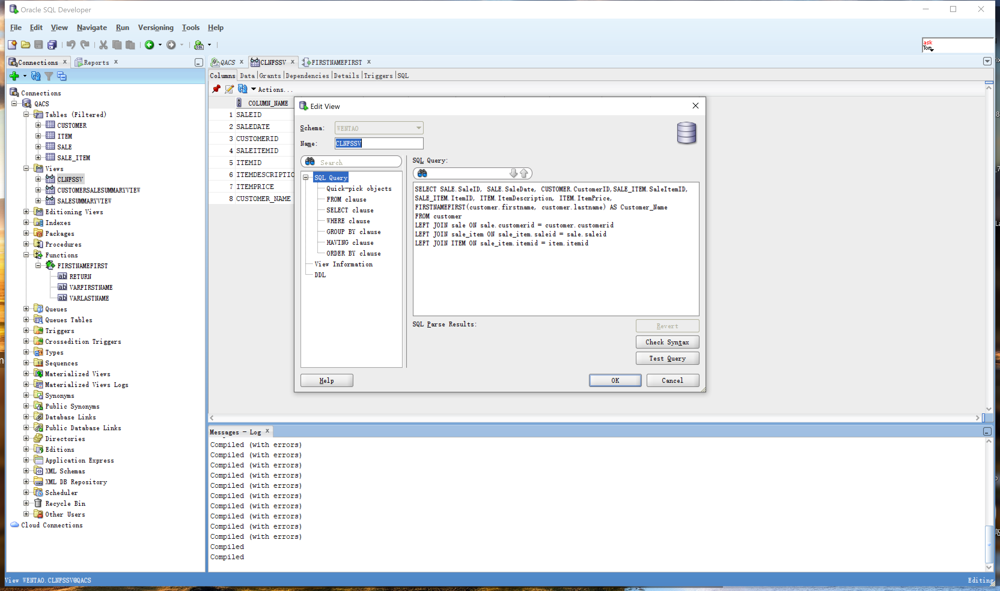 Oracle SQL Developer
File Edit View Navigate Run Versioning Tools Help
ask
Tom
Connections Reports
QACS CLNFSSV FIRSTNAMEFIRST
Columns Data Grants Dependencies Details Triggers SQL
Actions...
Connections
QACS
Tables (Filtered)
CUSTOMER
ITEM
SALE
SALE_ITEM
Views
CLNFSSV
CUSTOMERSALESUMMARYVIEW
SALESUMMARYVIEW
Editioning Views
Indexes
Packages
Procedures
Functions
FIRSTNAMEFIRST
RETURN
VARFIRSTNAME
VARLASTNAME
Queues
Queues Tables
Triggers
Crossedition Triggers
Types
Sequences
Materialized Views
Materialized Views Logs
Synonyms
Public Synonyms
Database Links
Public Database Links
Directories
Editions
Application Express
XML Schemas
XML DB Repository
Scheduler
Recycle Bin
Other Users
Cloud Connections
COLUMN_NAME
1 SALEID
2 SALEDATE
3 CUSTOMERID
4 SALEITEMID
5 ITEMID
6 ITEMDESCRIPTIO
7 ITEMPRICE
8 CUSTOMER_NAME
Edit View
Schema: WENTAO
Name: CLNFSSV
Search
SQL Query
Quick-pick objects
FROM clause
SELECT clause
WHERE clause
GROUP BY clause
HAVING clause
ORDER BY clause
View Information
DDL
SQL Query:
SELECT SALE.SaleID, SALE.SaleDate, CUSTOMER.CustomerID,SALE_ITEM.SaleItemID,
SALE_ITEM.ItemID, ITEM.ItemDescription, ITEM.ItemPrice,
FIRSTNAMEFIRST(customer.firstname, customer.lastname) AS Customer_Name
FROM customer
LEFT JOIN sale ON sale.customerid = customer.customerid
LEFT JOIN sale_item ON sale_item.saleid = sale.saleid
LEFT JOIN ITEM ON sale_item.itemid = item.itemid
SQL Parse Results:
Revert
Check Syntax
Test Query
Help
OK
Cancel
Messages - Log
Compiled (with errors)
Compiled (with errors)
Compiled (with errors)
Compiled (with errors)
Compiled (with errors)
Compiled (with errors)
Compiled (with errors)
Compiled (with errors)
Compiled (with errors)
Compiled (with errors)
Compiled
Compiled
View WENTAO.CLNFSSV@QACS
Editing